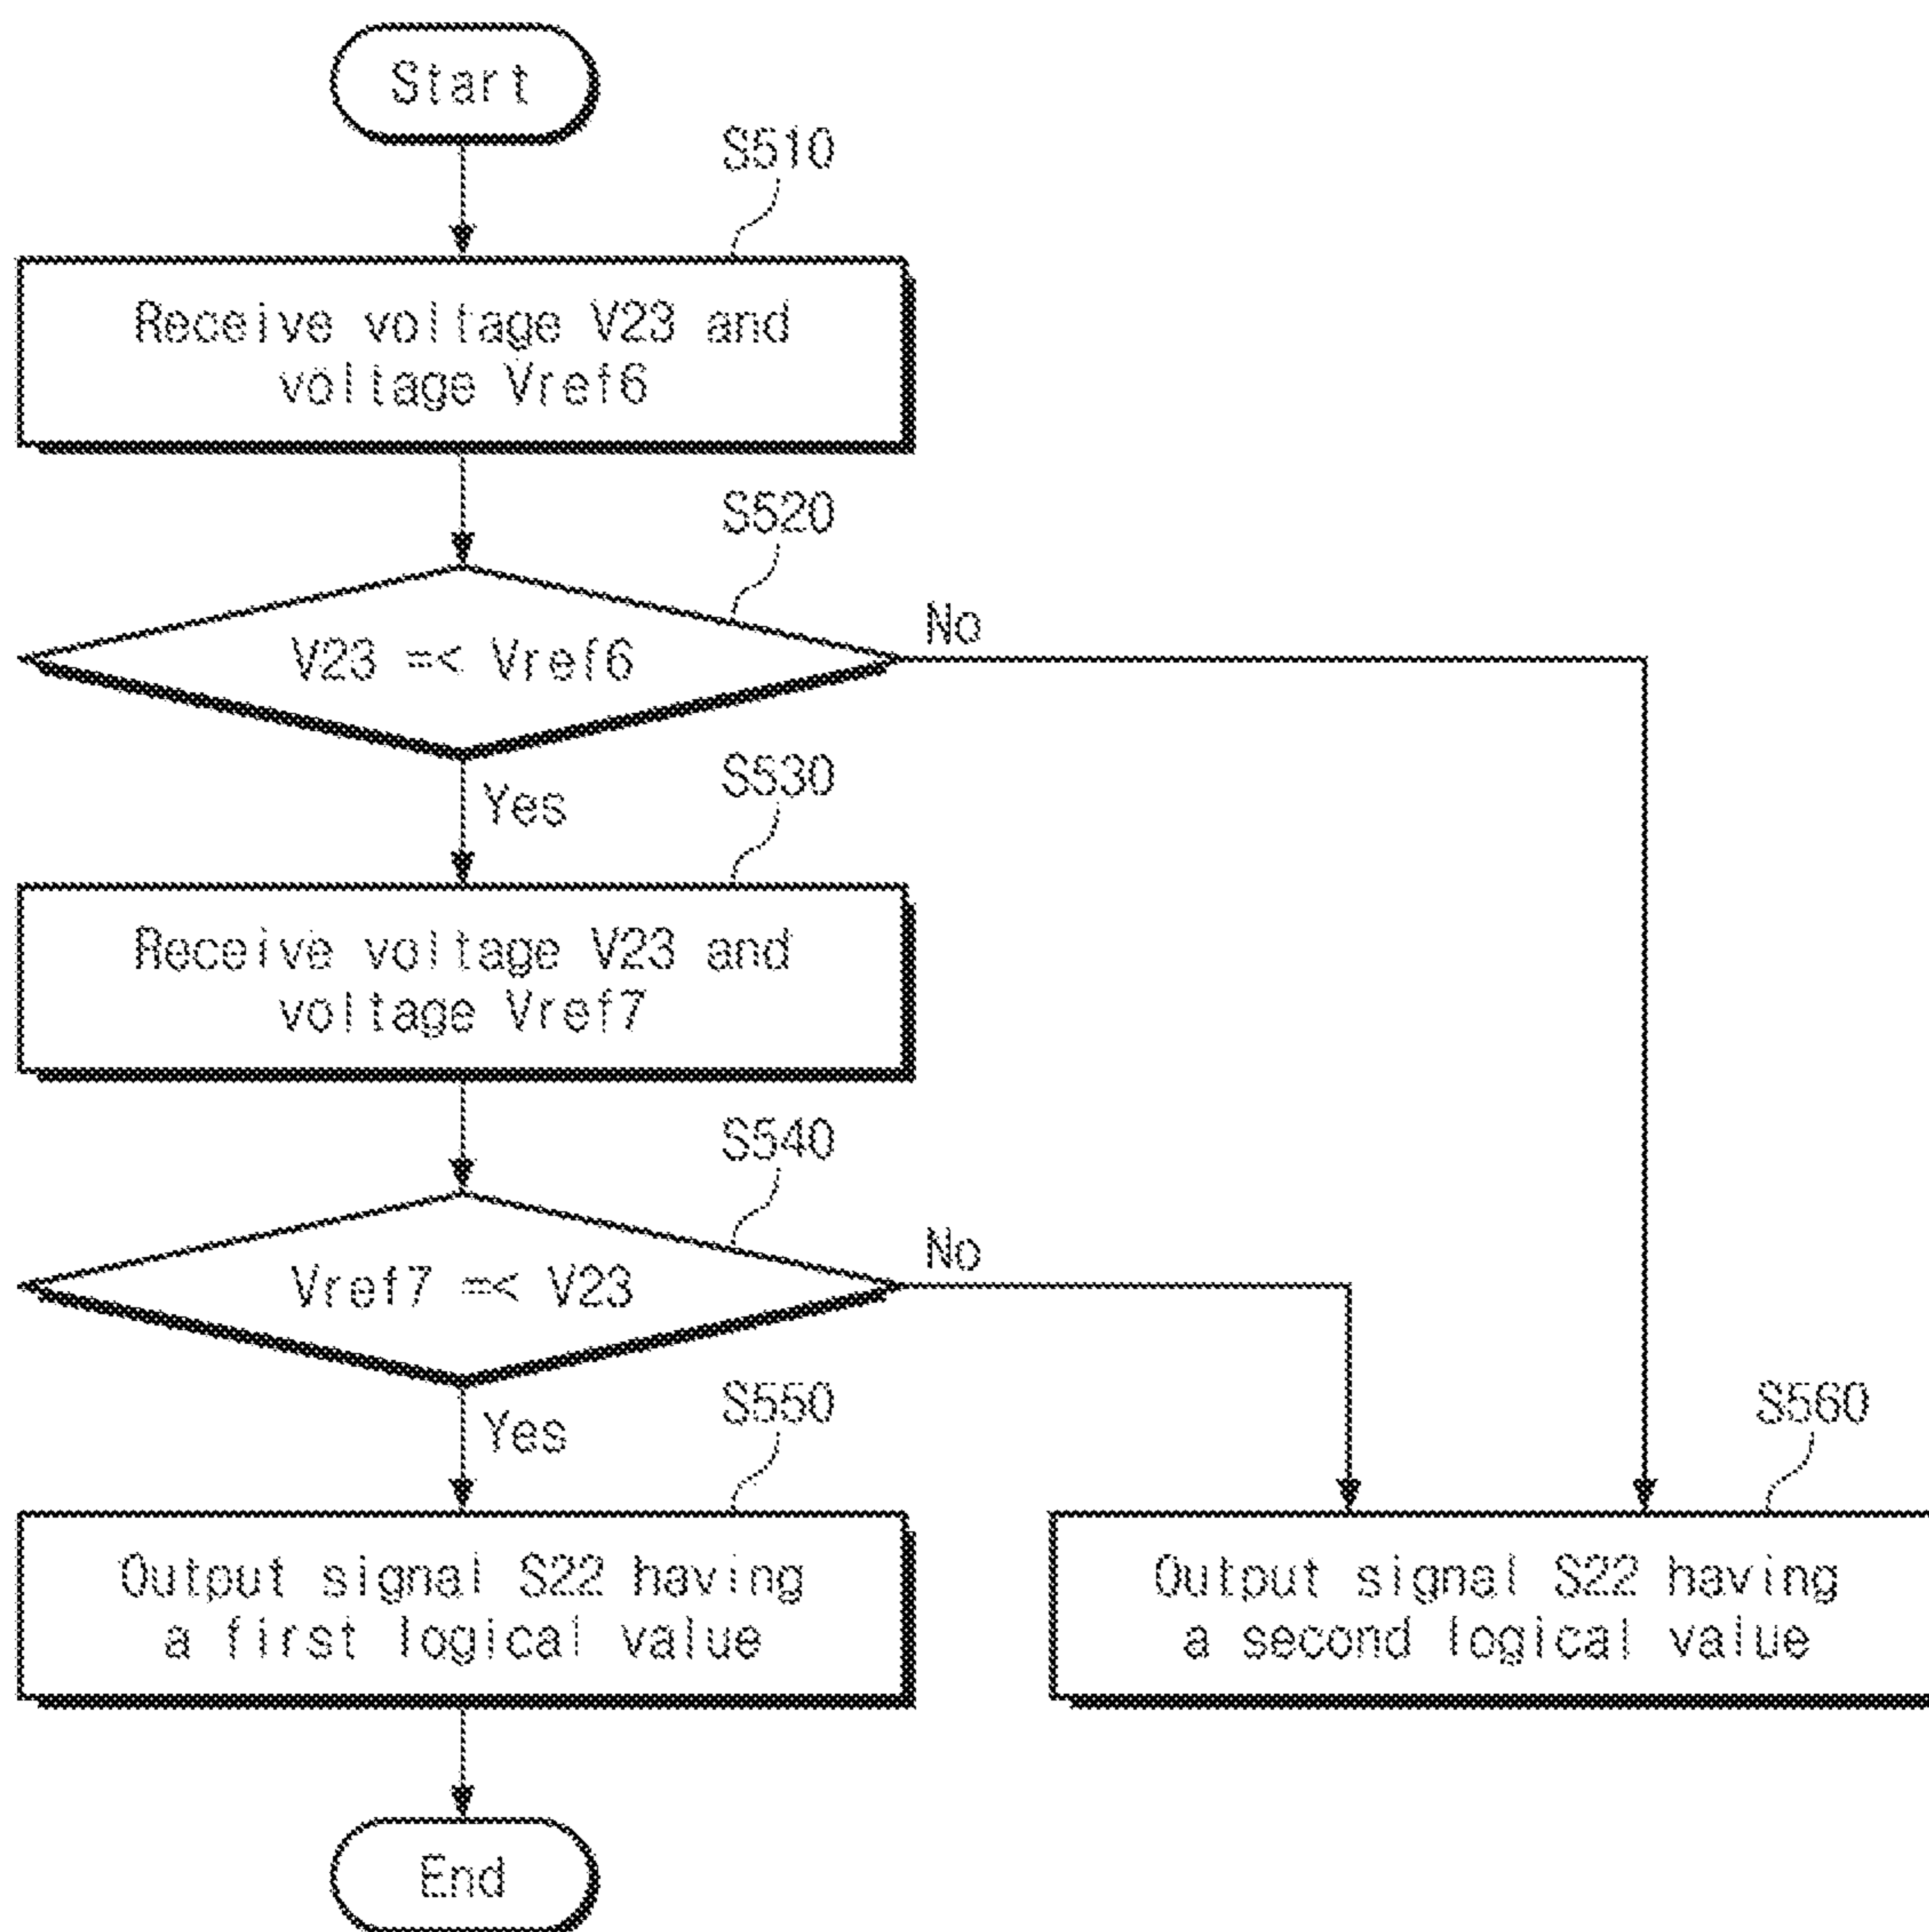 Start
S510
Receive voltage V23 and
voltage Vref6
S520
V23 =< Vref6
No
Yes
S530
Receive voltage V23 and
voltage Vref7
S540
Vref7 =< V23
No
Yes
S550
Output signal S22 having
a first logical value
S560
Output signal S22 having
a second logical value
End